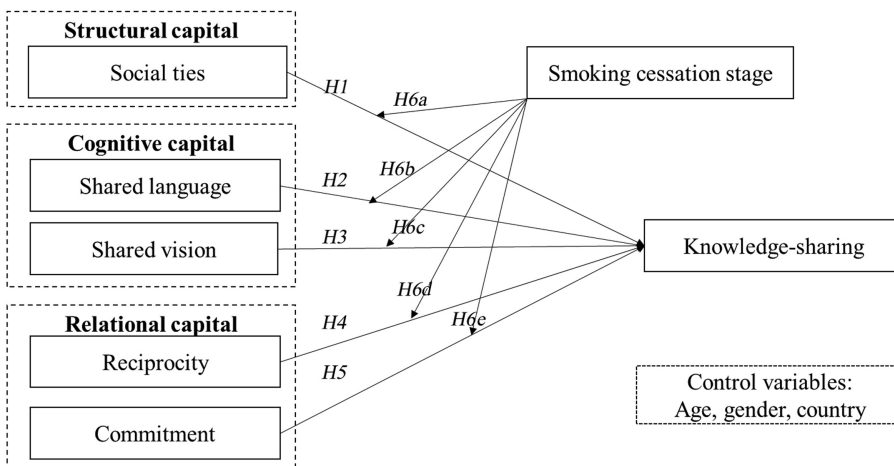 Structural capital
Social ties
Smoking cessation stage
H1
H6a
Cognitive capital
Shared language
H2
H6b
Shared vision
H3
H6c
Knowledge-sharing
Relational capital
Reciprocity
H4
H6d
H6e
H5
Commitment
Control variables:
Age, gender, country